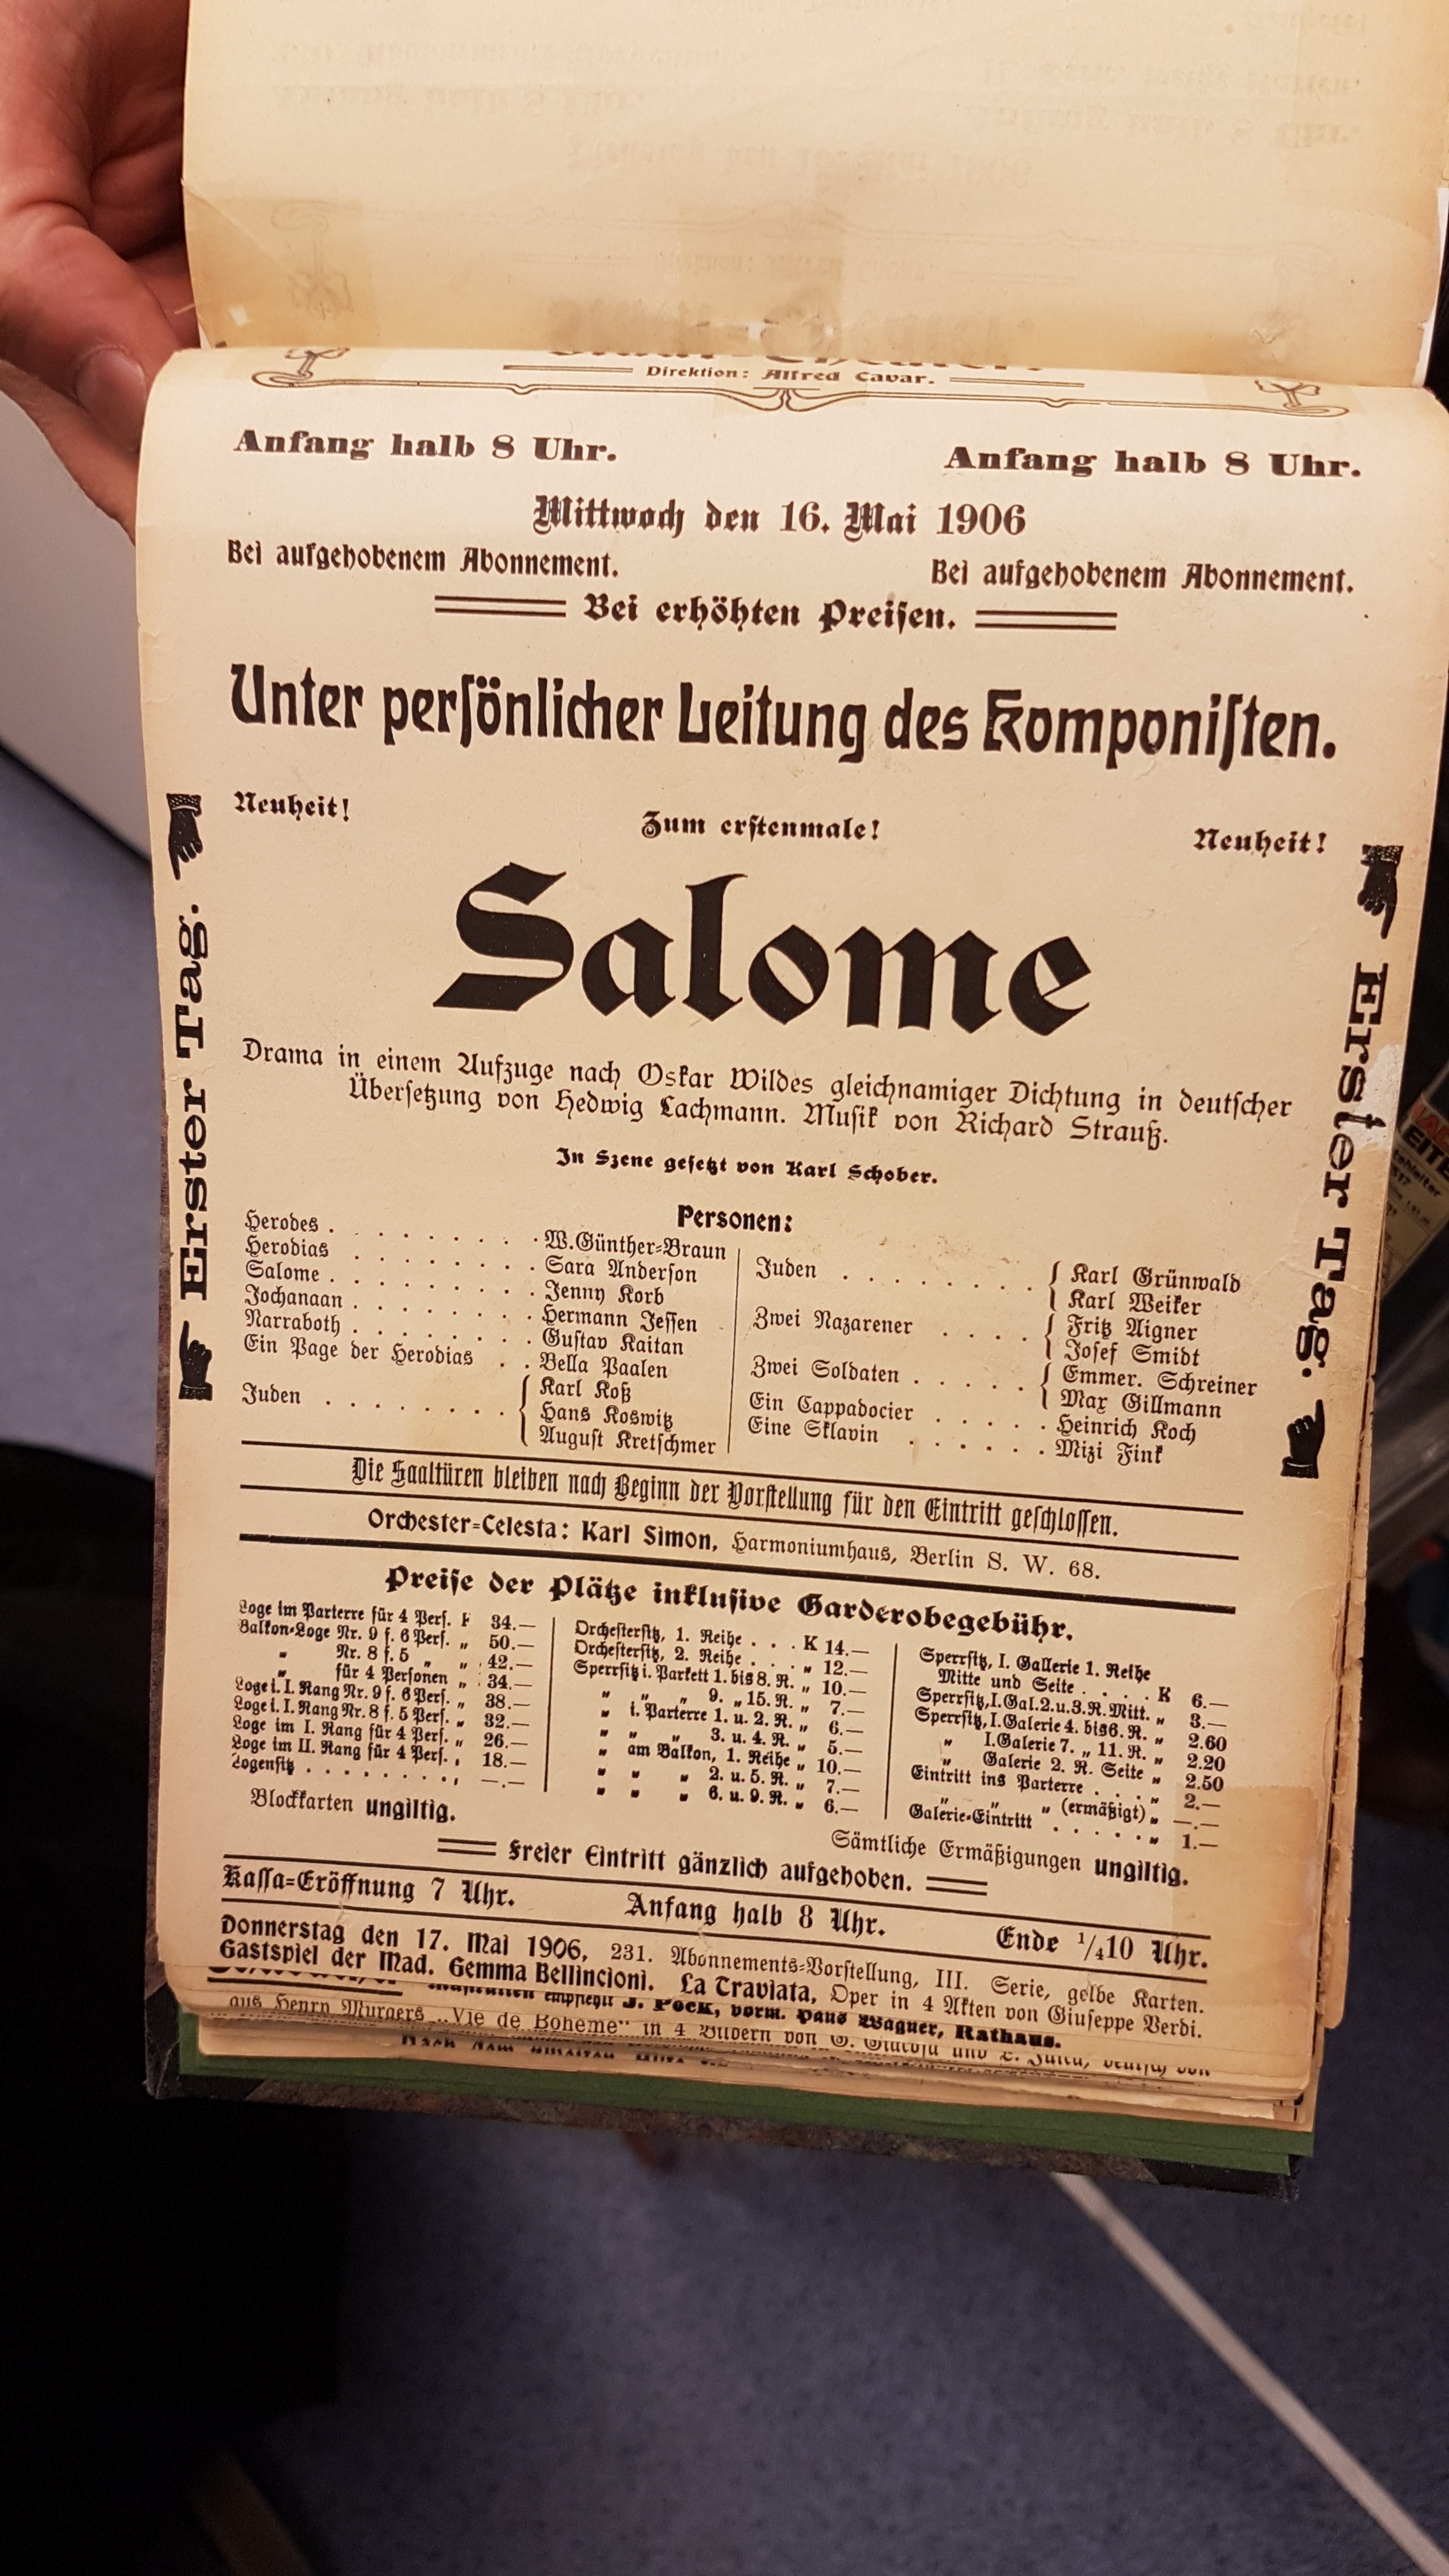 Direktion: Alfred Cavar.
Anfang halb 8 Uhr. Anfang halb 8 Uhr.
Mittwoch den 16. Mai 1906
Bei aufgehobenem Abonnement. Bei aufgehobenem Abonnement.
Bei erhöhten Preisen.
Unter persönlicher Leitung des Komponisten.
Neuheit! Zum erstenmale! Neuheit!
Salome
Erster Tag.
Erster Tag.
Drama in einem Aufzuge nach Oskar Wildes gleichnamiger Dichtung in deutscher
Übersetzung von Hedwig Lachmann. Musik von Richard Strauß.
In Szene gesetzt von Karl Schober.
Personen:
Herodes . . . . . . . . W. Günther-Braun
Herodias . . . . . . . . Sara Anderson
Salome . . . . . . . . Jenny Korb
Jochanaan . . . . . . . . Hermann Jessen
Narraboth . . . . . . . . Gustav Kaitan
Ein Page der Herodias . . Bella Paalen
Juden . . . . . . . . { Karl Koß
Hans Koswitz
August Kretschmer
Juden . . . . . . . . { Karl Grünwald
Karl Weiker
Zwei Nazarener . . . . { Fritz Aigner
Josef Smidt
Zwei Soldaten . . . . . { Emmer. Schreiner
Max Gillmann
Ein Cappadocier . . . . . Heinrich Koch
Eine Sklavin . . . . . . Mizi Fink
Die Saaltüren bleiben nach Beginn der Vorstellung für den Eintritt geschlossen.
Orchester-Celesta: Karl Simon, Harmoniumhaus, Berlin S. W. 68.
Preise der Plätze inklusive Garderobegebühr.
Loge im Parterre für 4 Pers. K 34.—
Balkon-Loge Nr. 9 f. 6 Pers. „ 50.—
„ Nr. 8 f. 5 „ „ 42.—
„ für 4 Personen „ 34.—
Loge i. I. Rang Nr. 9 f. 6 Pers. „ 38.—
Loge i. I. Rang Nr. 8 f. 5 Pers. „ 32.—
Loge im I. Rang für 4 Pers. „ 26.—
Loge im II. Rang für 4 Pers. „ 18.—
Logensitz . . . . . . . . „ —.—
Orchestersitz, 1. Reihe . . . K 14.—
Orchestersitz, 2. Reihe . . . „ 12.—
Sperrsitz i. Parkett 1. bis 8. R. „ 10.—
„ „ „ 9. „ 15. R. „ 7.—
„ i. Parterre 1. u. 2. R. „ 6.—
„ „ „ 3. u. 4. R. „ 5.—
„ am Balkon, 1. Reihe „ 10.—
„ „ „ 2. u. 5. R. „ 7.—
„ „ „ 6. u. 9. R. „ 6.—
Sperrsitz, I. Gallerie 1. Reihe
Mitte und Seite . . . . K 6.—
Sperrsitz, I. Gal. 2. u. 3. R. Mitt. „ 3.—
Sperrsitz, I. Galerie 4. bis 6. R. „ 2.60
„ I. Galerie 7. „ 11. R. „ 2.20
„ Galerie 2. R. Seite „ 2.50
Eintritt ins Parterre . . . „ 2.—
„ „ „ (ermäßigt) „ —.—
Galerie-Eintritt . . . . . „ 1.—
Blockkarten ungiltig. Sämtliche Ermäßigungen ungiltig.
Freier Eintritt gänzlich aufgehoben.
Kassa-Eröffnung 7 Uhr. Anfang halb 8 Uhr. Ende 1/4 10 Uhr.
Donnerstag den 17. Mai 1906, 231. Abonnements-Vorstellung, III. Serie, gelbe Karten.
Gastspiel der Mad. Gemma Bellincioni. La Traviata, Oper in 4 Akten von Giuseppe Verdi.
empfiehlt J. Pock, vorm. Hans Wagner, Rathaus.
aus Henry Murgers „Vie de Boheme" in 4 Bildern von G. Giacosa und L. Illica, deutsch von